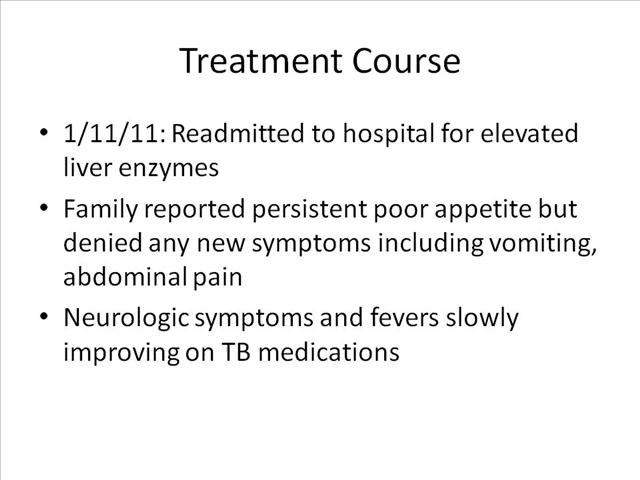 Treatment Course
• 1/11/11: Readmitted to hospital for elevated
liver enzymes
• Family reported persistent poor appetite but
denied any new symptoms including vomiting,
abdominal pain
• Neurologic symptoms and fevers slowly
improving on TB medications